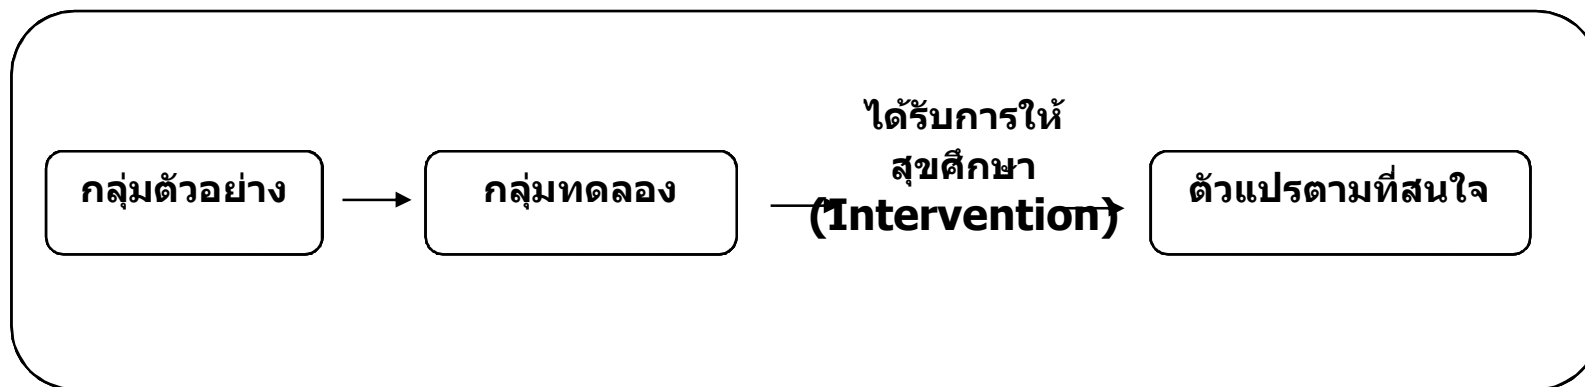 กลุ่มตัวอย่าง
กลุ่มทดลอง
ได้รับการให้
สุขศึกษา
(Intervention)
ตัวแปรตามที่สนใจ